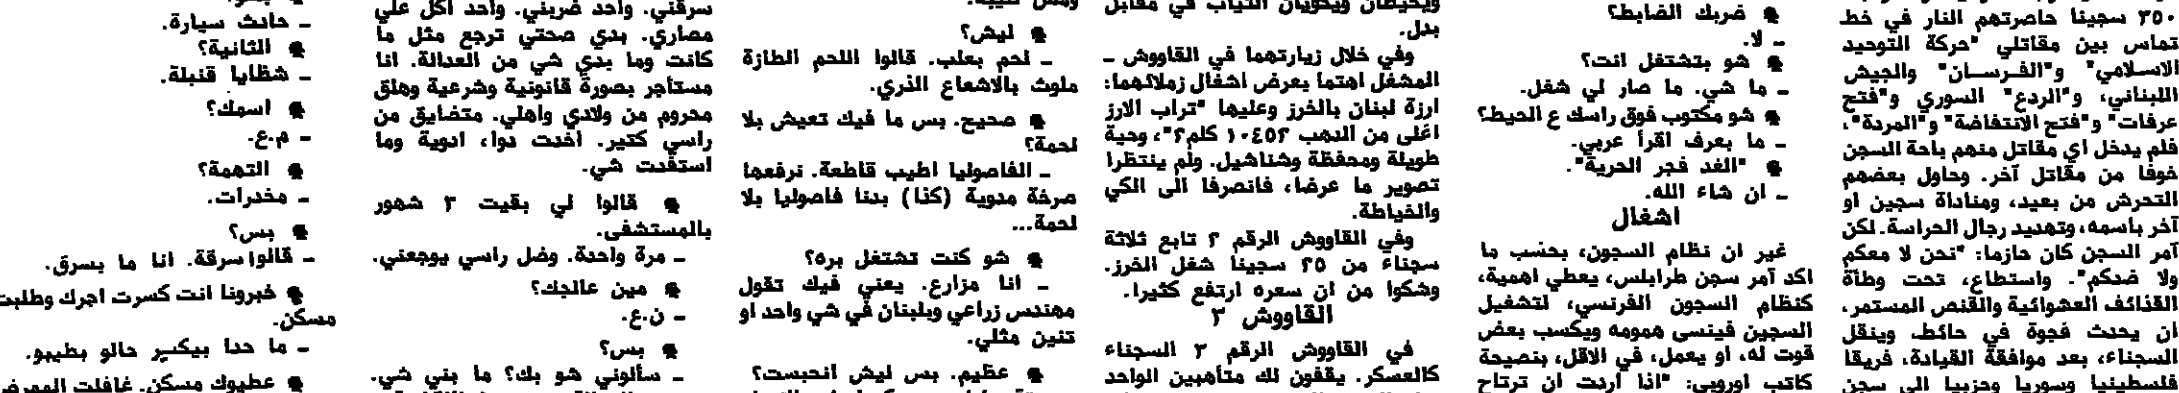 ٣٥٠ سجينا حاصرتهم النار في خط
تماس بين مقاتلي "حركة التوحيد
الاسلامي" و"الفرسان" والجيش
اللبناني، و"الردع" السوري و"فتح
عرفات" و"فتح الانتفاضة" و"المردة"،
فلم يدخل اي مقاتل منهم باحة السجن
خوفا من مقاتل آخر. وحاول بعضهم
التحرش من بعيد، ومناداة سجين او
آخر باسمه، وتهديد رجال الحراسة. لكن
آمر السجن كان حازما: "نحن لا معكم
ولا ضدكم". واستطاع، تحت وطأة
القذائف العشوائية والقنص المستمر،
ان يحدث فجوة في حائط وينقل
السجناء، بعد موافقة القيادة، فريقا
فلسطينيا وسوريا وحزبيا الى سجن
● ضربك الضابط؟
ـ لا.
● شو بتشتغل انت؟
ـ ما شي. ما صار لي شغل.
● شو مكتوب فوق راسك ع الحيط؟
ـ ما بعرف اقرأ عربي.
● "الغد فجر الحرية".
ـ ان شاء الله.
اشغال
غير ان نظام السجون، بحسب ما
اكد آمر سجن طرابلس، يعطي اهمية،
كنظام السجون الفرنسي، لتشغيل
السجين فينسى همومه ويكسب بعض
قوت له، او يعمل، في الاقل، بنصيحة
كاتب اوروبي: "اذا اردت ان ترتاح
ويخيطان ويكويان الثياب في مقابل
بدل.
وفي خلال زيارتهما في القاووش ـ
المشغل اهتما بعرض اشغال زملائهما:
ارزة لبنان بالخرز وعليها "تراب الارز
اغلى من الذهب ١٠٤٥٢ كلم٢"، وحية
طويلة ومحفظة وشناشيل. ولم ينتظرا
تصوير ما عرضا، فانصرفا الى الكي
والخياطة.
وفي القاووش الرقم ٢ تابع ثلاثة
سجناء من ٢٥ سجينا شغل الخرز.
وشكوا من ان سعره ارتفع كثيرا.
القاووش ٣
في القاووش الرقم ٣ السجناء
كالعسكر. يقفون لك متأهبين الواحد
● ليش؟
ـ لحم بعلب. قالوا اللحم الطازة
ملوث بالاشعاع الذري.
● صحيح. بس ما فيك تعيش بلا
لحمة؟
ـ الفاصوليا اطيب قاطعة. نرفعها
صرخة مدوية (كذا) بدنا فاصوليا بلا
لحمة...
● شو كنت تشتغل بره؟
ـ انا مزارع. يعني فيك تقول
مهندس زراعي وبلبنان في شي واحد او
تنين مثلي.
● عظيم. بس ليش انحبست؟
سرقني. واحد ضربني. واحد اكل علي
مصاري. بدي صحتي ترجع مثل ما
كانت وما بدي شي من العدالة. انا
مستأجر بصورة قانونية وشرعية وهلق
محروم من ولادي واهلي. متضايق من
راسي كتير. اخدت دوا، ادوية وما
استفدت شي.
● قالوا لي بقيت ٣ شهور
بالمستشفى.
ـ مرة واحدة. وضل راسي يوجعني.
● مين عالجك؟
ـ ن.ع.
● بس؟
ـ سألوني شو بك؟ ما بني شي.
ـ حادث سيارة.
● الثانية؟
ـ شظايا قنبلة.
● اسمك؟
ـ م.ع.
● التهمة؟
ـ مخدرات.
● بس؟
ـ قالوا سرقة. انا ما بسرق.
● خبرونا انت كسرت اجرك وطلبت
مسكن.
ـ ما حدا بيكسر حالو بطيبو.
● عطيوك مسكن. غافلت